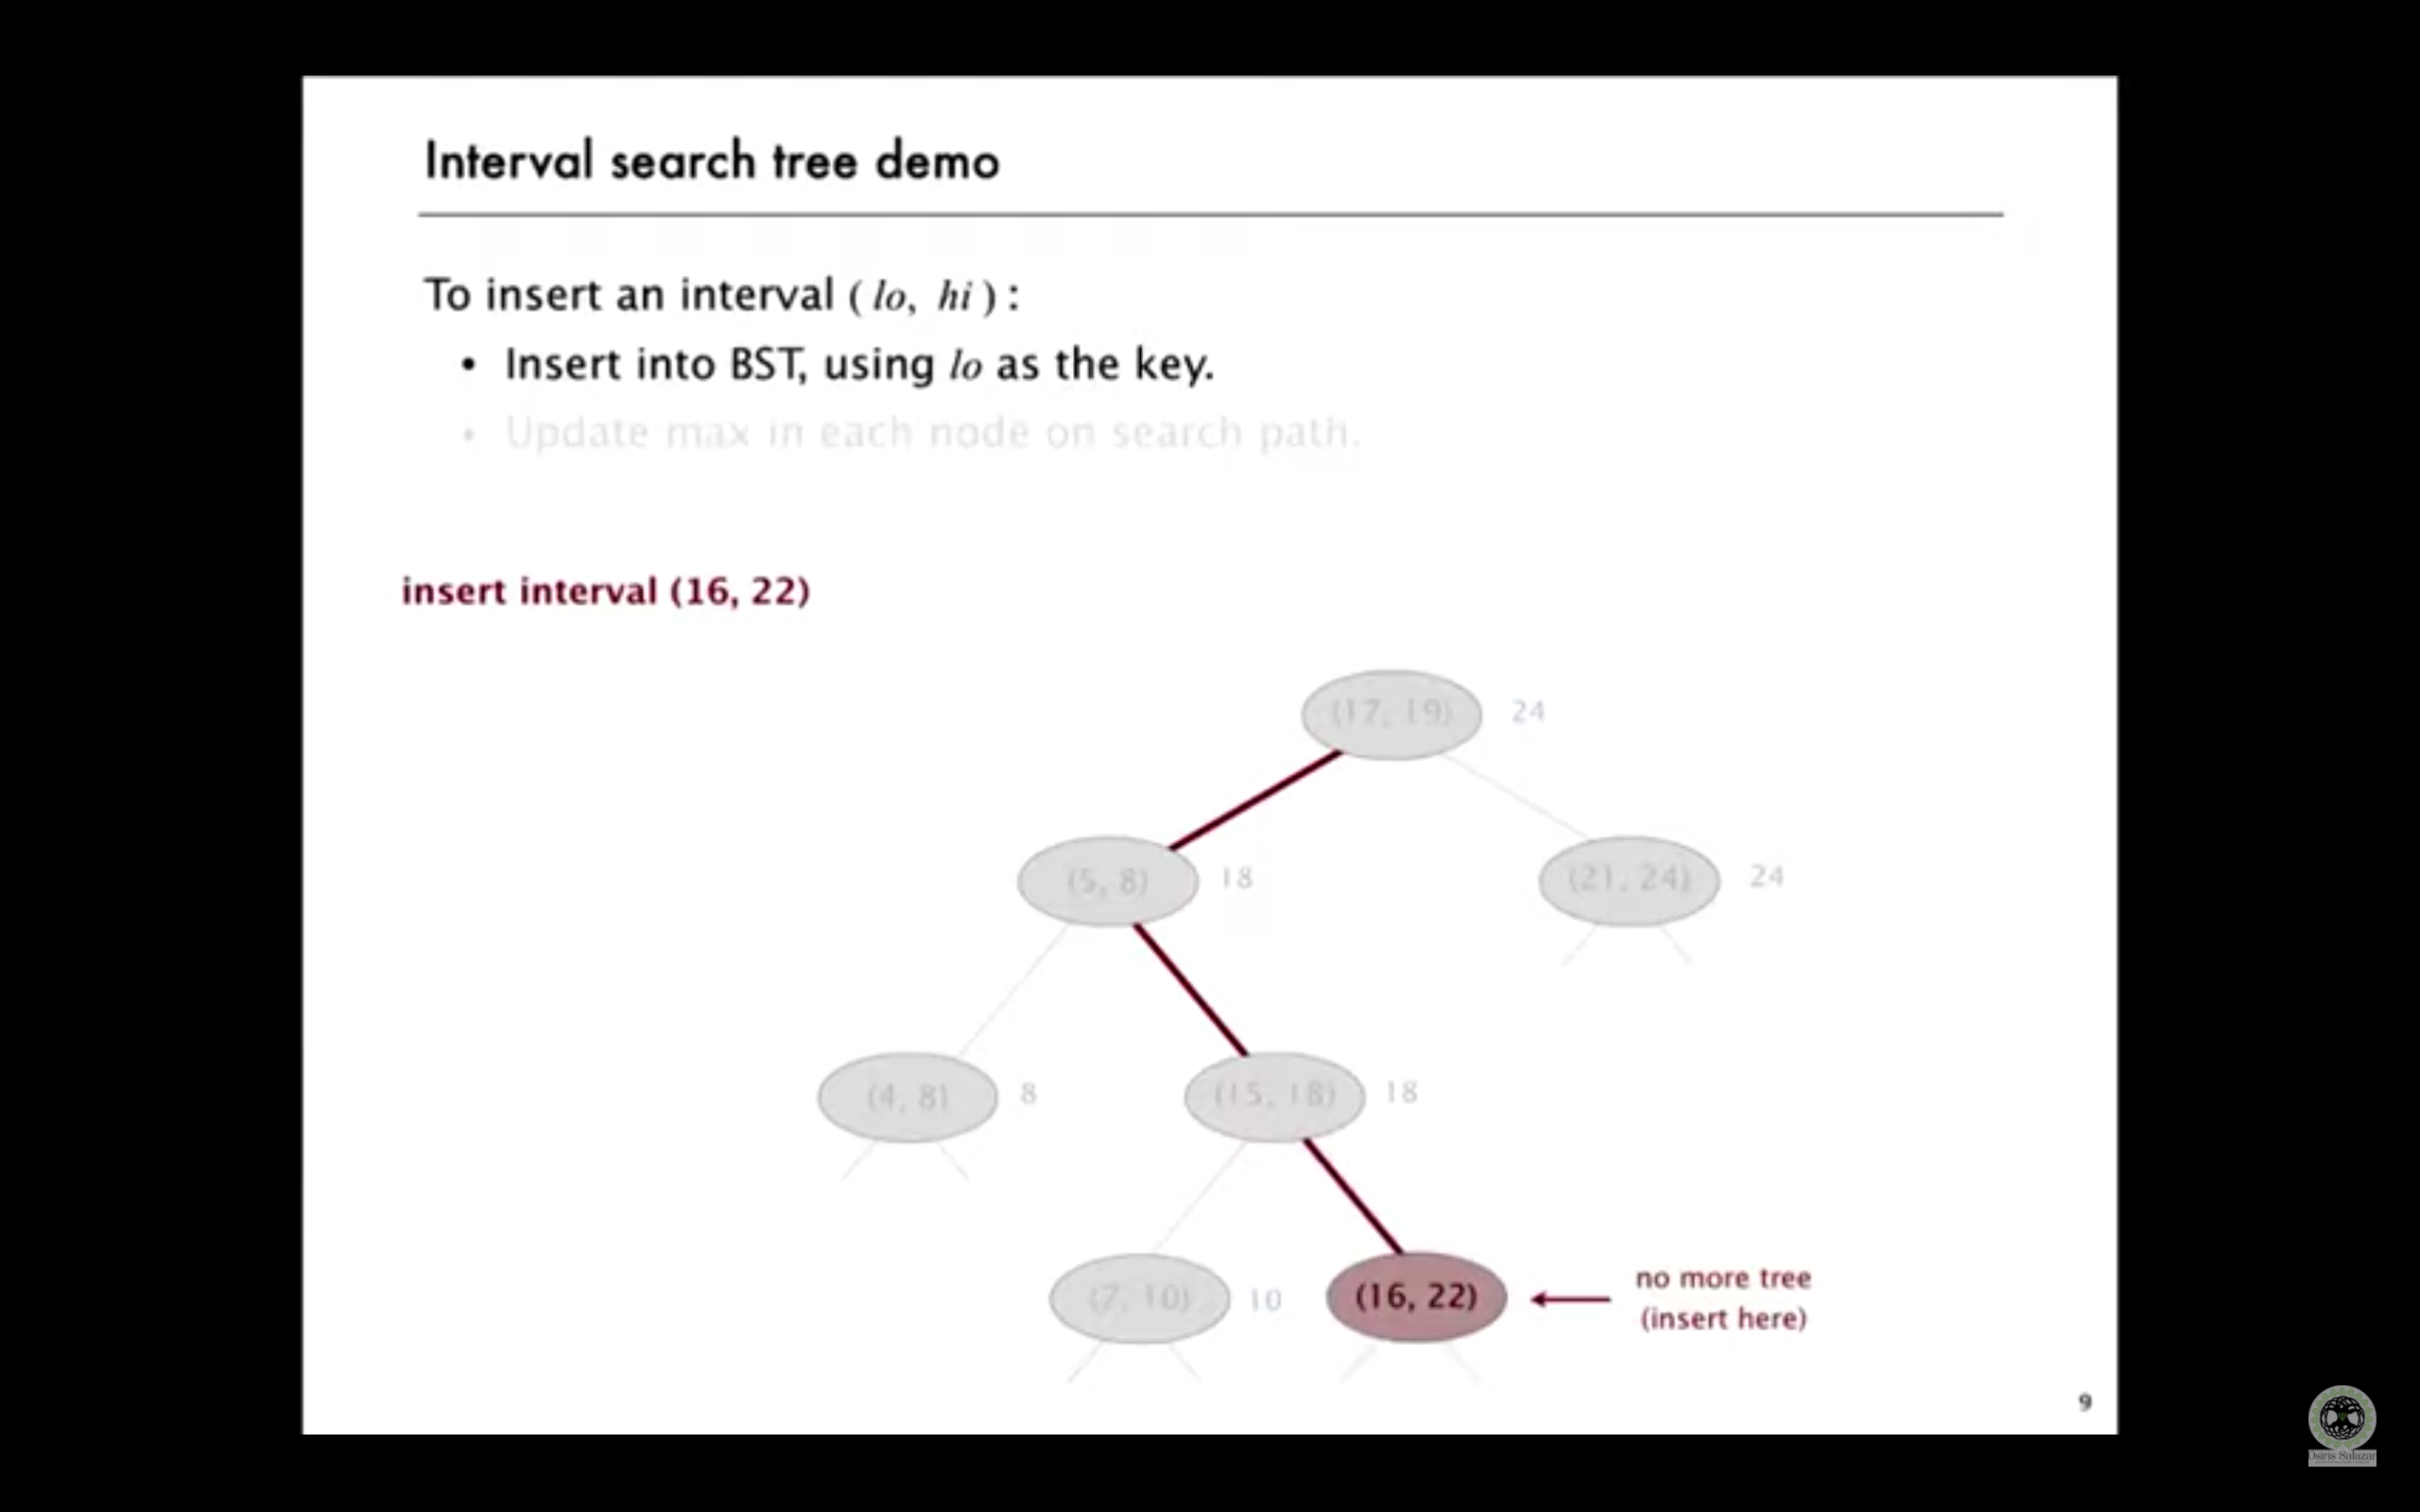 Interval search tree demo
To insert an interval ( lo, hi ) :
• Insert into BST, using lo as the key.
• Update max in each node on search path.
insert interval (16, 22)
(17, 19) 24
(5, 8) 18
(21, 24) 24
(4, 8) 8
(15, 18) 18
(7, 10) 10
(16, 22)
no more tree
(insert here)
9
Osiris Salazar